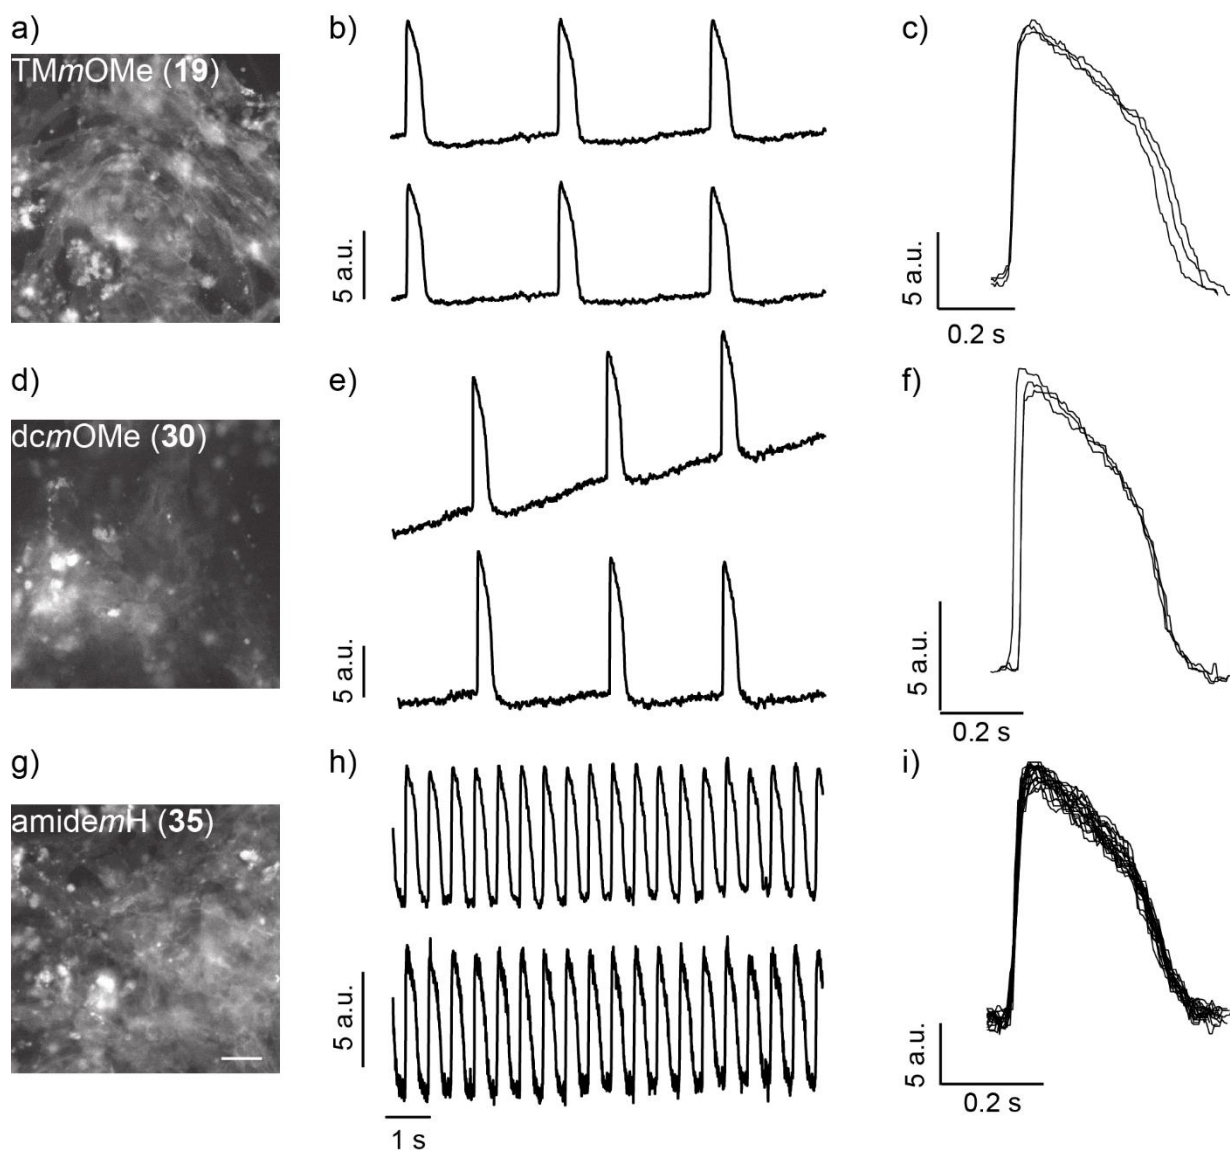 a)
TMmOMe (19)
b)
5 a.u.
c)
5 a.u.
0.2 s
d)
dcmOMe (30)
e)
5 a.u.
f)
5 a.u.
0.2 s
g)
amidemH (35)
h)
5 a.u.
1 s
i)
5 a.u.
0.2 s